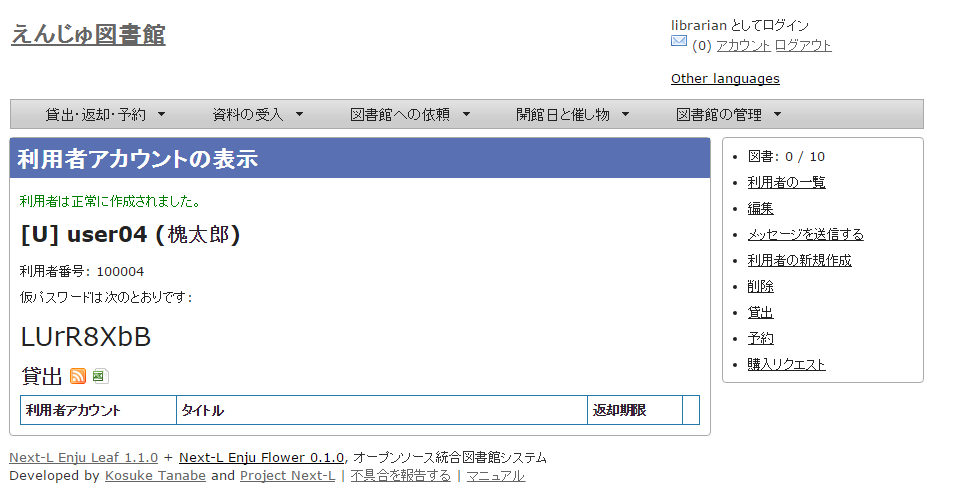 えんじゅ図書館
librarian としてログイン
(0) アカウント ログアウト
Other languages
貸出・返却・予約 資料の受入 図書館への依頼 開館日と催し物 図書館の管理
利用者アカウントの表示
利用者は正常に作成されました。
[U] user04 (槐太郎)
利用者番号: 100004
仮パスワードは次のとおりです:
LUrR8XbB
貸出
利用者アカウント タイトル 返却期限
図書: 0 / 10
利用者の一覧
編集
メッセージを送信する
利用者の新規作成
削除
貸出
予約
購入リクエスト
Next-L Enju Leaf 1.1.0 + Next-L Enju Flower 0.1.0, オープンソース統合図書館システム
Developed by Kosuke Tanabe and Project Next-L | 不具合を報告する | マニュアル